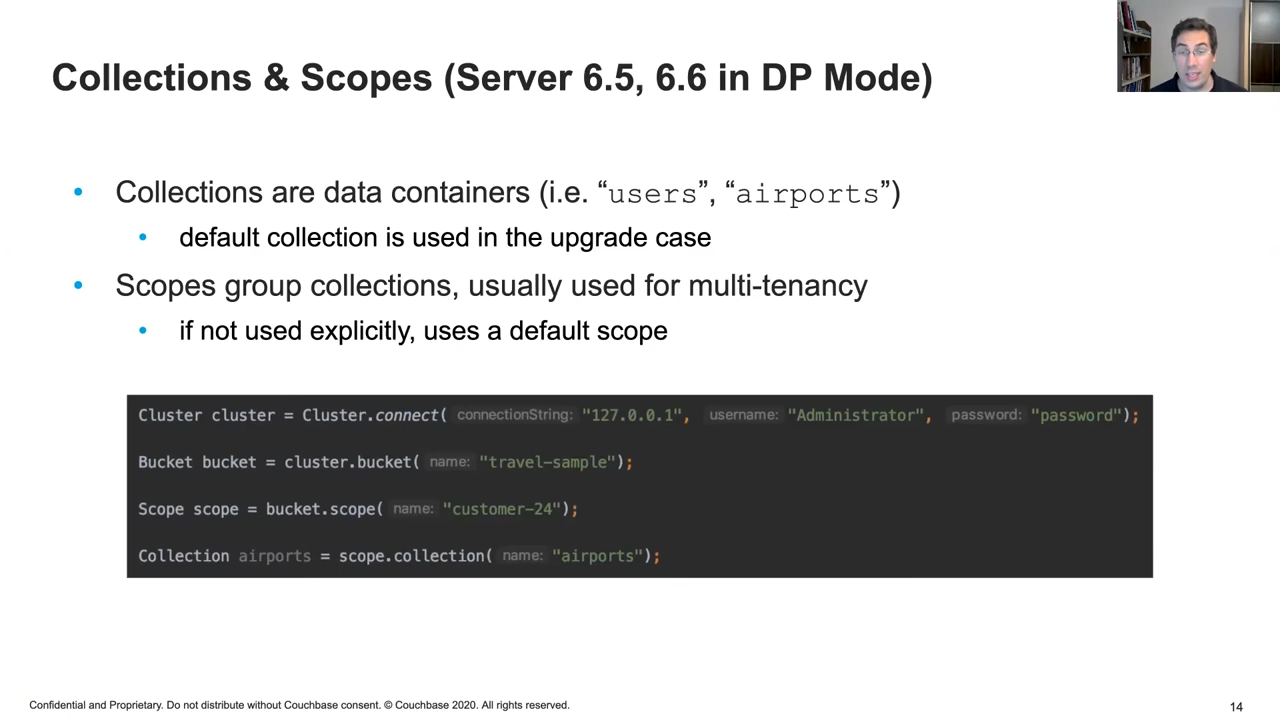 Collections & Scopes (Server 6.5, 6.6 in DP Mode)
• Collections are data containers (i.e. “users”, “airports”)
• default collection is used in the upgrade case
• Scopes group collections, usually used for multi-tenancy
• if not used explicitly, uses a default scope
Cluster cluster = Cluster.connect( connectionString: "127.0.0.1", username: "Administrator", password: "password");
Bucket bucket = cluster.bucket( name: "travel-sample");
Scope scope = bucket.scope( name: "customer-24");
Collection airports = scope.collection( name: "airports");
Confidential and Proprietary. Do not distribute without Couchbase consent. © Couchbase 2020. All rights reserved.
14